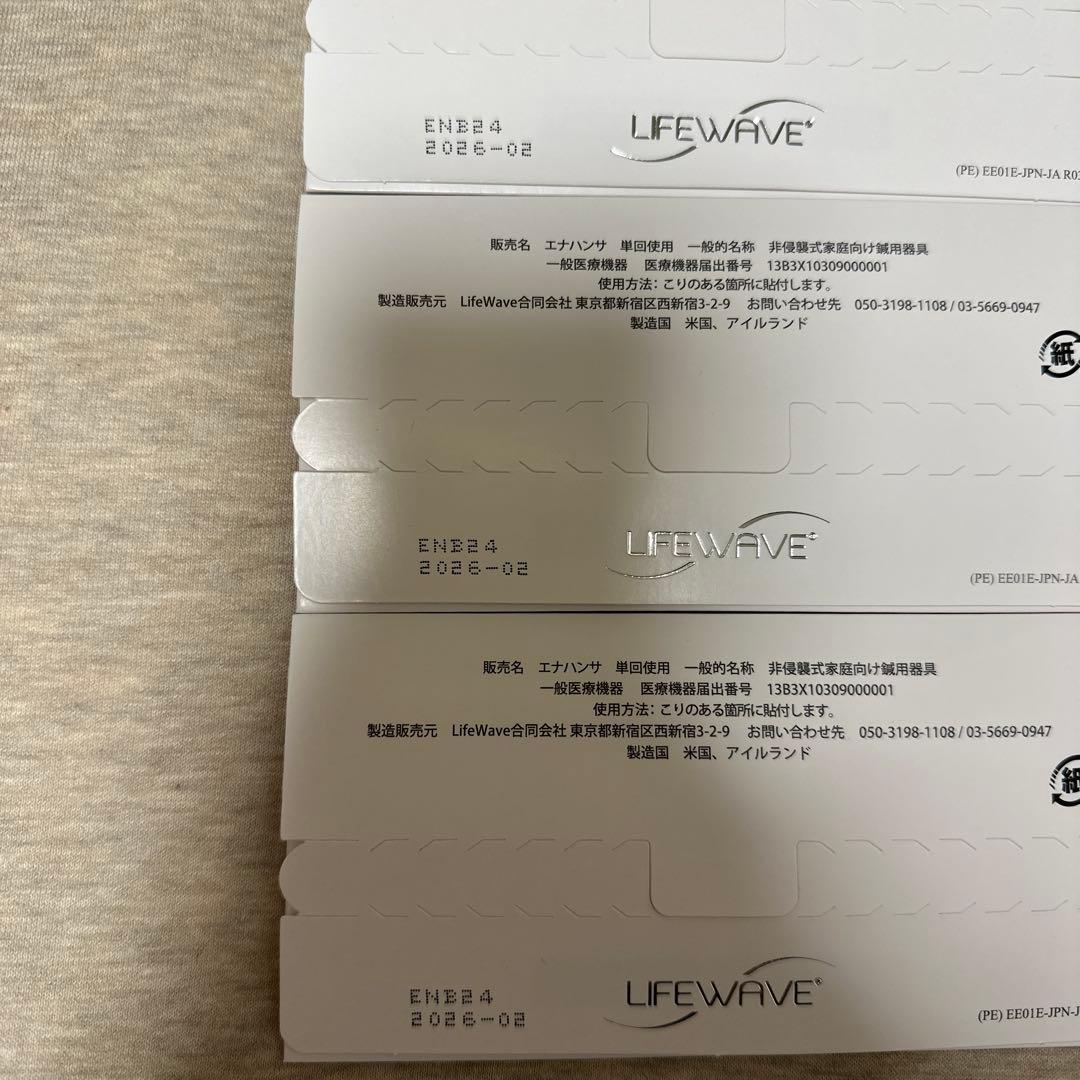 ENB24
2026-02
LIFEWAVE
(PE) EE01E-JPN-JA R03
販売名 エナハンサ 単回使用 一般的名称 非侵襲式家庭向け鍼用器具
一般医療機器 医療機器届出番号 13B3X10309000001
使用方法:こりのある箇所に貼付します。
製造販売元 LifeWave合同会社 東京都新宿区西新宿3-2-9 お問い合わせ先 050-3198-1108 / 03-5669-0947
製造国 米国、アイルランド
紙
ENB24
2026-02
LIFEWAVE
(PE) EE01E-JPN-JA
販売名 エナハンサ 単回使用 一般的名称 非侵襲式家庭向け鍼用器具
一般医療機器 医療機器届出番号 13B3X10309000001
使用方法:こりのある箇所に貼付します。
製造販売元 LifeWave合同会社 東京都新宿区西新宿3-2-9 お問い合わせ先 050-3198-1108 / 03-5669-0947
製造国 米国、アイルランド
紙
ENB24
2026-02
LIFEWAVE®
(PE) EE01E-JPN-J